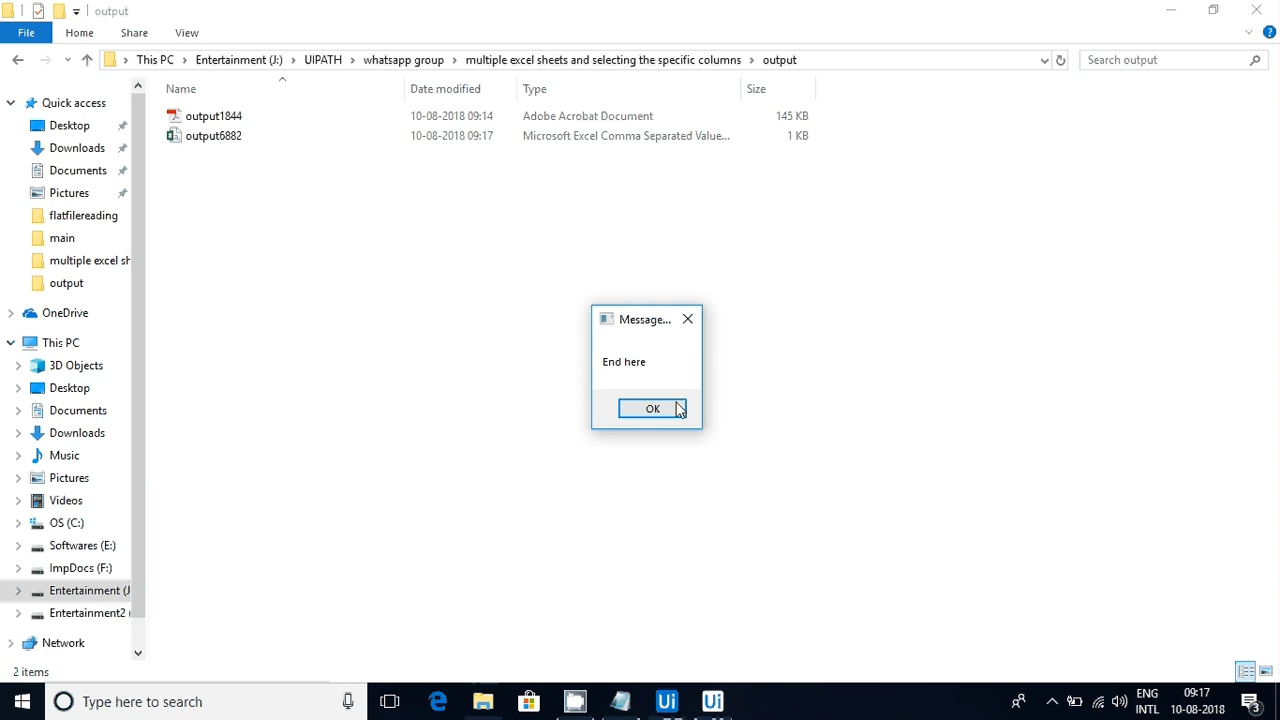 output
File
Home
Share
View
This PC
Entertainment (J:)
UIPATH
whatsapp group
multiple excel sheets and selecting the specific columns
output
Search output
Name
Date modified
Type
Size
output1844
10-08-2018 09:14
Adobe Acrobat Document
145 KB
output6882
10-08-2018 09:17
Microsoft Excel Comma Separated Value...
1 KB
Quick access
Desktop
Downloads
Documents
Pictures
flatfilereading
main
multiple excel sh
output
OneDrive
This PC
3D Objects
Desktop
Documents
Downloads
Music
Pictures
Videos
OS (C:)
Softwares (E:)
ImpDocs (F:)
Entertainment (J
Entertainment2 (
Network
Message...
End here
OK
2 items
Type here to search
Ui
Ui
ENG
INTL
09:17
10-08-2018
3